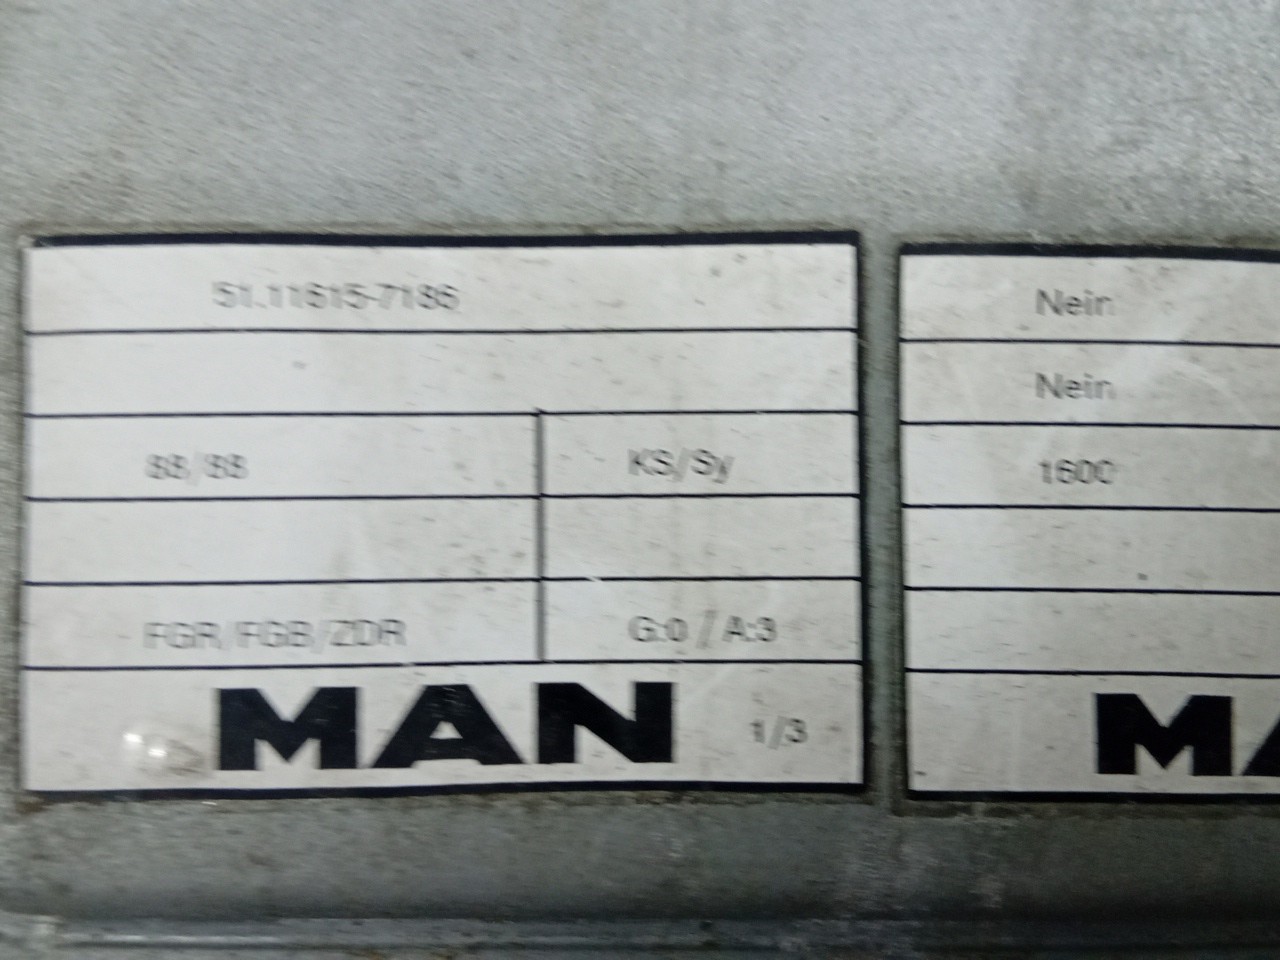 51.11615-7186
88/88 KS/Sy
FGR/FGB/ZDR G:0 / A:3
MAN 1/3
Nein
Nein
1600
MA